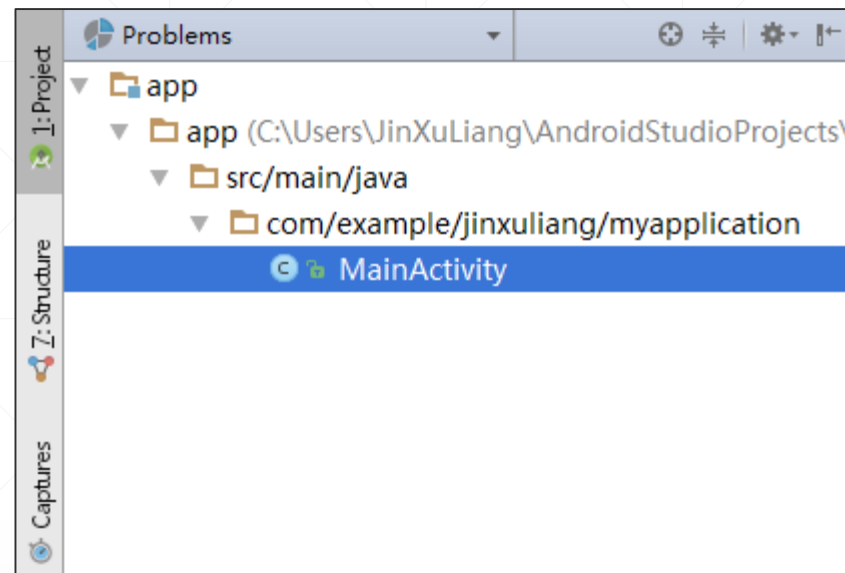 Problems
1: Project
app
app (C:\Users\JinXuLiang\AndroidStudioProjects\
src/main/java
com/example/jinxuliang/myapplication
MainActivity
7: Structure
Captures